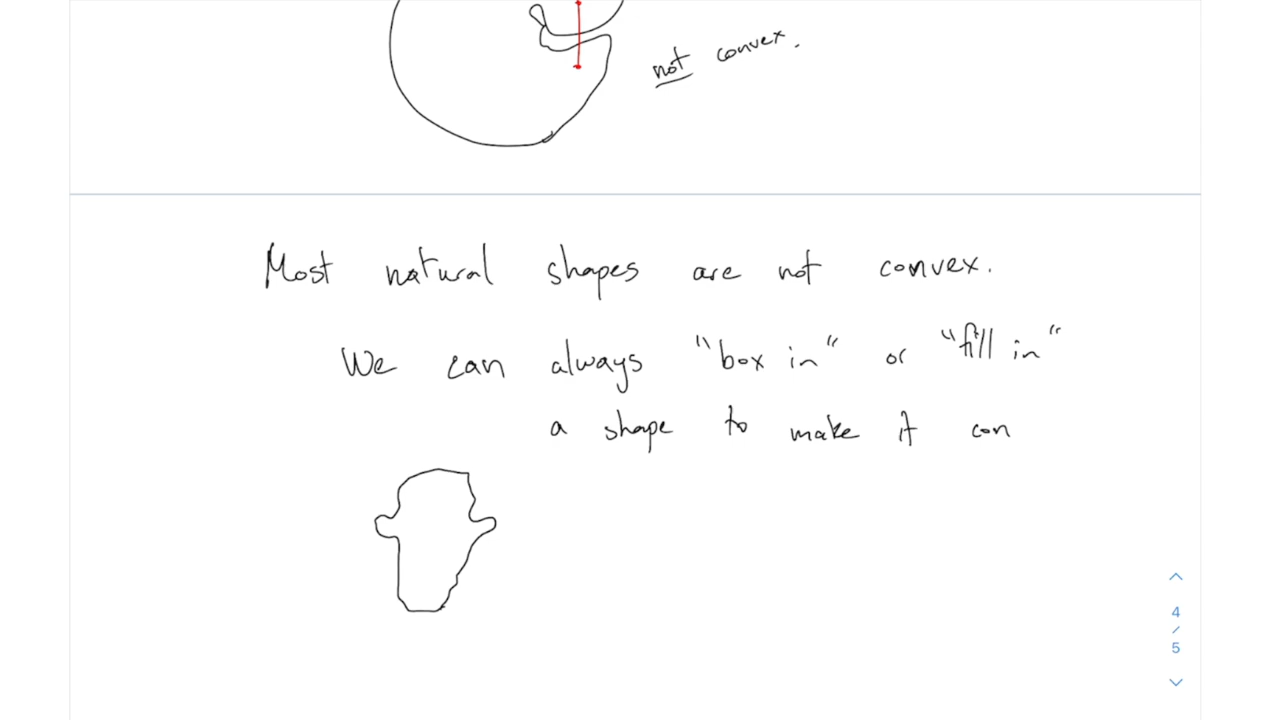 not convex.
Most natural shapes are not convex.
We can always "box in" or "fill in"
a shape to make it con
4
/
5